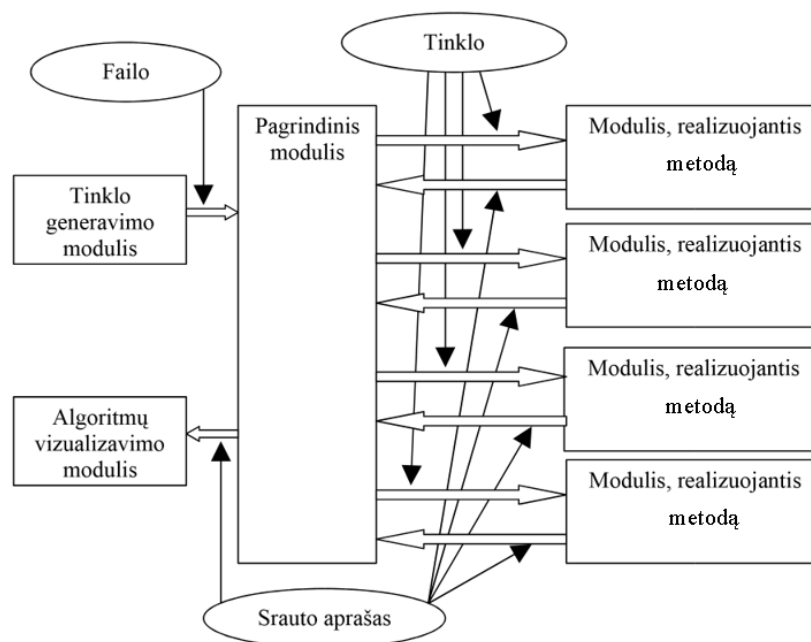 Failo
Tinklo
Pagrindinis
modulis
Tinklo
generavimo
modulis
Algoritmų
vizualizavimo
modulis
Modulis, realizuojantis
metodą
Modulis, realizuojantis
metodą
Modulis, realizuojantis
metodą
Modulis, realizuojantis
metodą
Srauto aprašas